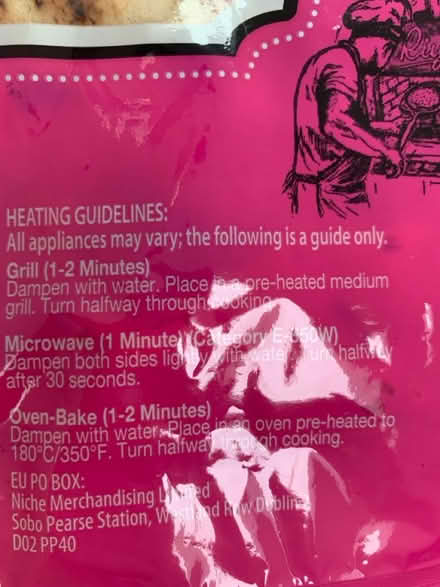 HEATING GUIDELINES:
All appliances may vary; the following is a guide only.
Grill (1-2 Minutes)
Dampen with water. Place in a pre-heated medium
grill. Turn halfway through cooking.
Microwave (1 Minute) (Category E-850W)
Dampen both sides lightly with water. Turn halfway
after 30 seconds.
Oven-Bake (1-2 Minutes)
Dampen with water. Place in an oven pre-heated to
180°C/350°F. Turn halfway through cooking.
EU PO BOX:
Niche Merchandising Limited
Sobo Pearse Station, Westland Row Dublin
D02 PP40